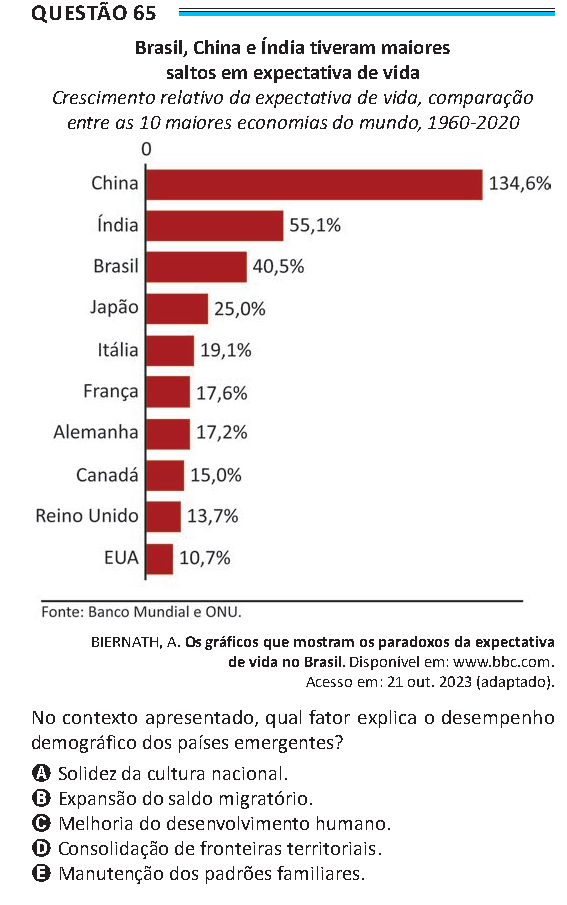 QUESTÃO 65
Brasil, China e Índia tiveram maiores
saltos em expectativa de vida
Crescimento relativo da expectativa de vida, comparação
entre as 10 maiores economias do mundo, 1960-2020
0
China 134,6%
Índia 55,1%
Brasil 40,5%
Japão 25,0%
Itália 19,1%
França 17,6%
Alemanha 17,2%
Canadá 15,0%
Reino Unido 13,7%
EUA 10,7%
Fonte: Banco Mundial e ONU.
BIERNATH, A. Os gráficos que mostram os paradoxos da expectativa
de vida no Brasil. Disponível em: www.bbc.com.
Acesso em: 21 out. 2023 (adaptado).
No contexto apresentado, qual fator explica o desempenho
demográfico dos países emergentes?
A Solidez da cultura nacional.
B Expansão do saldo migratório.
C Melhoria do desenvolvimento humano.
D Consolidação de fronteiras territoriais.
E Manutenção dos padrões familiares.